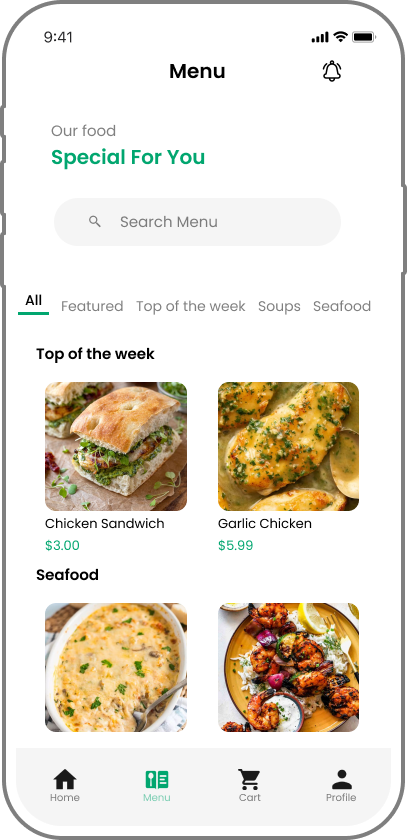 9:41
Menu
Our food
Special For You
Search Menu
All Featured Top of the week Soups Seafood
Top of the week
Chicken Sandwich Garlic Chicken
$3.00 $5.99
Seafood
Home Menu Cart Profile